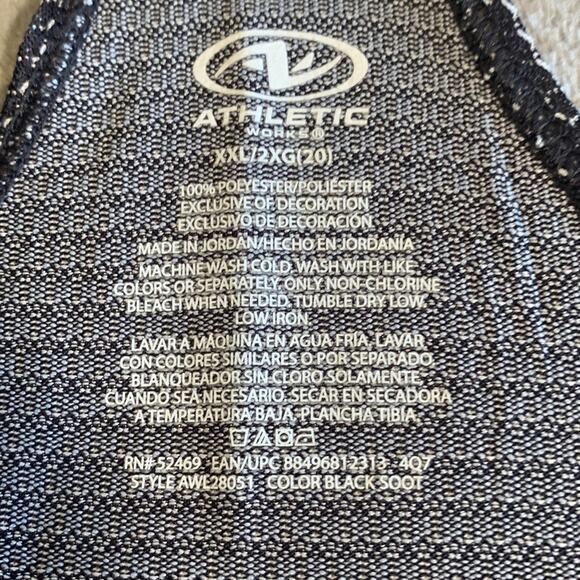 ATHLETIC
WORKS®
XXL/2XG(20)
100% POLYESTER/POLIÉSTER
EXCLUSIVE OF DECORATION
EXCLUSIVO DE DECORACIÓN
MADE IN JORDAN/HECHO EN JORDANÍA
MACHINE WASH COLD. WASH WITH LIKE
COLORS OR SEPARATELY. ONLY NON-CHLORINE
BLEACH WHEN NEEDED. TUMBLE DRY LOW.
LOW IRON.
LAVAR A MÁQUINA EN AGUA FRÍA. LAVAR
CON COLORES SIMILARES O POR SEPARADO.
BLANQUEADOR SIN CLORO SOLAMENTE
CUANDO SEA NECESARIO. SECAR EN SECADORA
A TEMPERATURA BAJA. PLANCHA TIBIA.
RN# 52469 EAN/UPC 88496812313 4Q7
STYLE AWL28051 COLOR BLACK SOOT